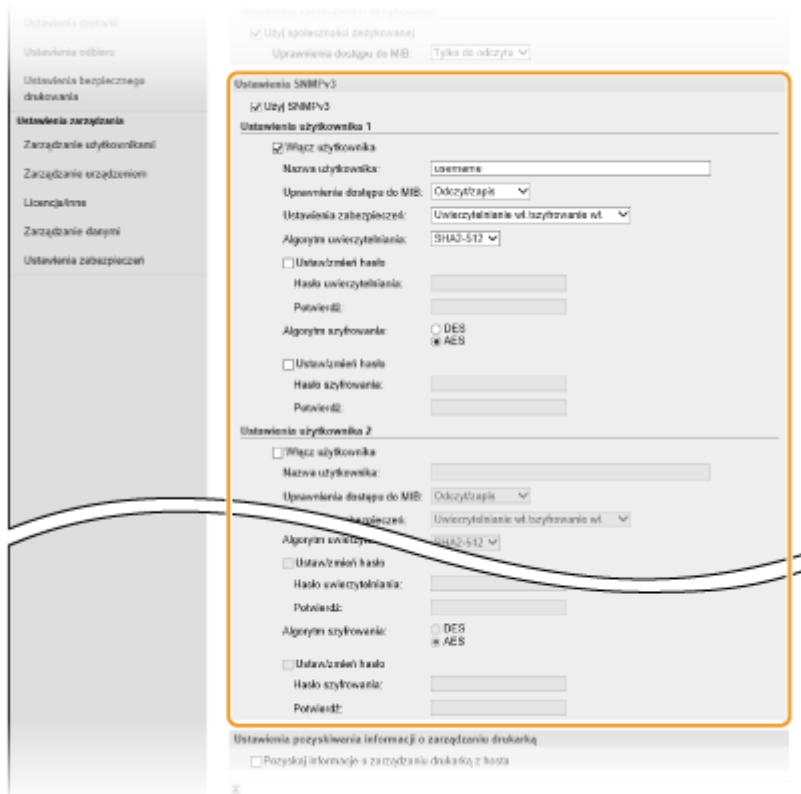 Ustawienia odbioru
Ustawienia bezpiecznego
drukowania
Ustawienia zarządzania
Zarządzanie użytkownikami
Zarządzanie urządzeniem
Licencja/Inne
Zarządzanie danymi
Ustawienia zabezpieczeń
Użyj społeczności dedykowanej
Uprawnienia dostępu do MIB: Tylko do odczytu
Ustawienia SNMPv3
Użyj SNMPv3
Ustawienia użytkownika 1
Włącz użytkownika
Nazwa użytkownika: username
Uprawnienia dostępu do MIB: Odczyt/zapis
Ustawienia zabezpieczeń: Uwierzytelnianie wł./szyfrowanie wł.
Algorytm uwierzytelniania: SHA2-512
Ustaw/zmień hasło
Hasło uwierzytelniania:
Potwierdź:
Algorytm szyfrowania: DES
AES
Ustaw/zmień hasło
Hasło szyfrowania:
Potwierdź:
Ustawienia użytkownika 2
Włącz użytkownika
Nazwa użytkownika:
Uprawnienia dostępu do MIB: Odczyt/zapis
Uwierzytelnianie wł./szyfrowanie wł.
Algorytm SHA2-512
Ustaw/zmień hasło
Hasło uwierzytelniania:
Potwierdź:
Algorytm szyfrowania: DES
AES
Ustaw/zmień hasło
Hasło szyfrowania:
Potwierdź:
Ustawienia pozyskiwania informacji o zarządzaniu drukarką
Pozyskaj informacje o zarządzaniu drukarką z hosta